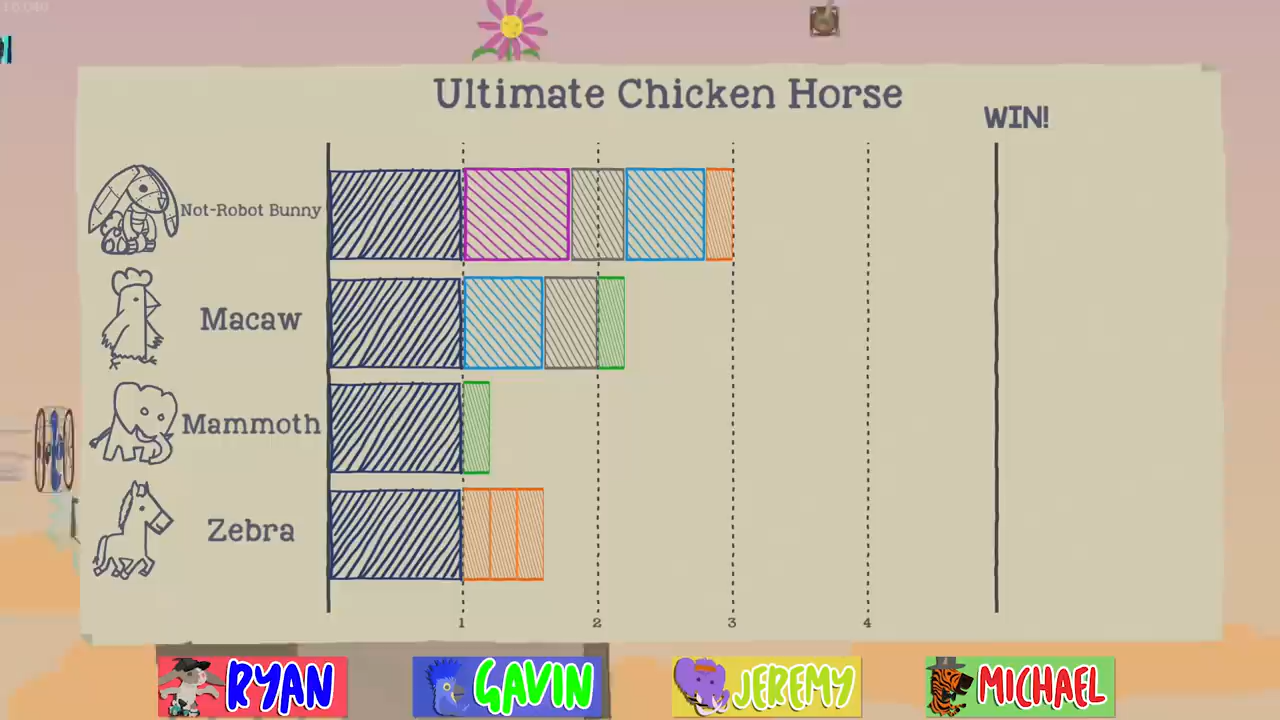 Ultimate Chicken Horse
WIN!
Not-Robot Bunny
Macaw
Mammoth
Zebra
1 2 3 4
RYAN GAVIN JEREMY MICHAEL